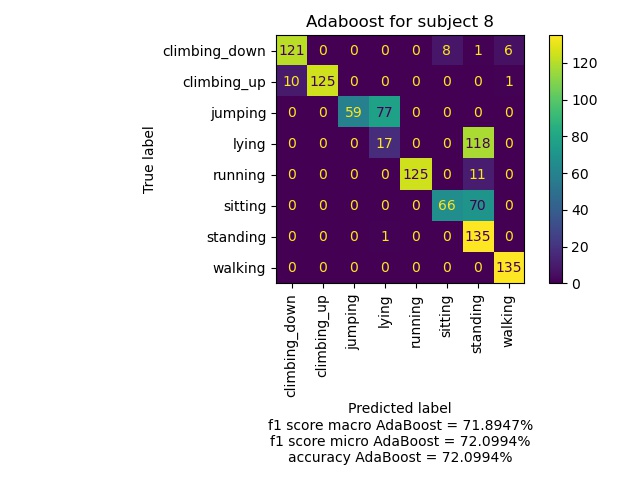 Adaboost for subject 8
climbing_down 121 0 0 0 0 8 1 6
climbing_up 10 125 0 0 0 0 0 1
jumping 0 0 59 77 0 0 0 0
lying 0 0 0 17 0 0 118 0
running 0 0 0 0 125 0 11 0
sitting 0 0 0 0 0 66 70 0
standing 0 0 0 1 0 0 135 0
walking 0 0 0 0 0 0 0 135
True label
climbing_down climbing_up jumping lying running sitting standing walking
120
100
80
60
40
20
0
Predicted label
f1 score macro AdaBoost = 71.8947%
f1 score micro AdaBoost = 72.0994%
accuracy AdaBoost = 72.0994%